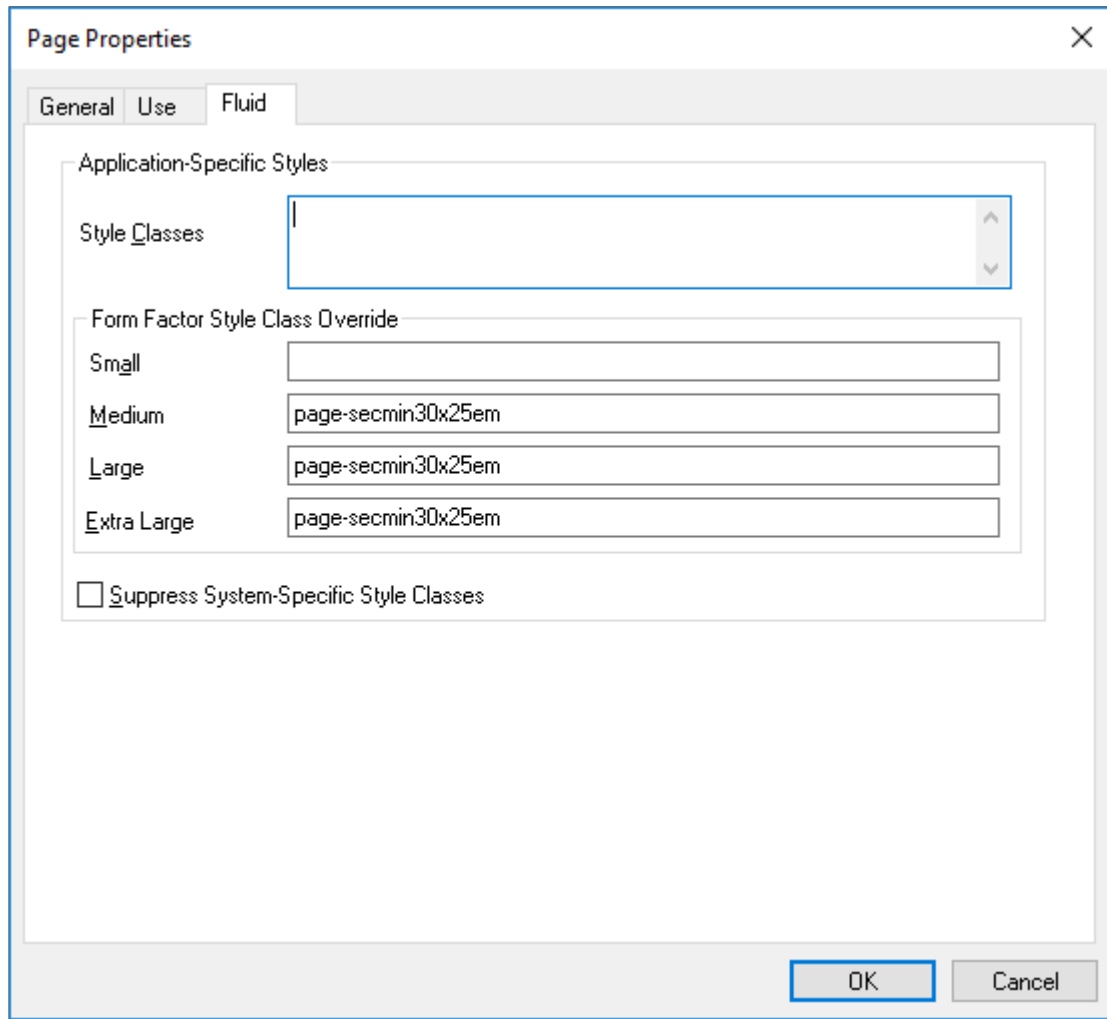 Page Properties
General Use Fluid
Application-Specific Styles
Style Classes
Form Factor Style Class Override
Small
Medium page-secmin30x25em
Large page-secmin30x25em
Extra Large page-secmin30x25em
Suppress System-Specific Style Classes
OK Cancel